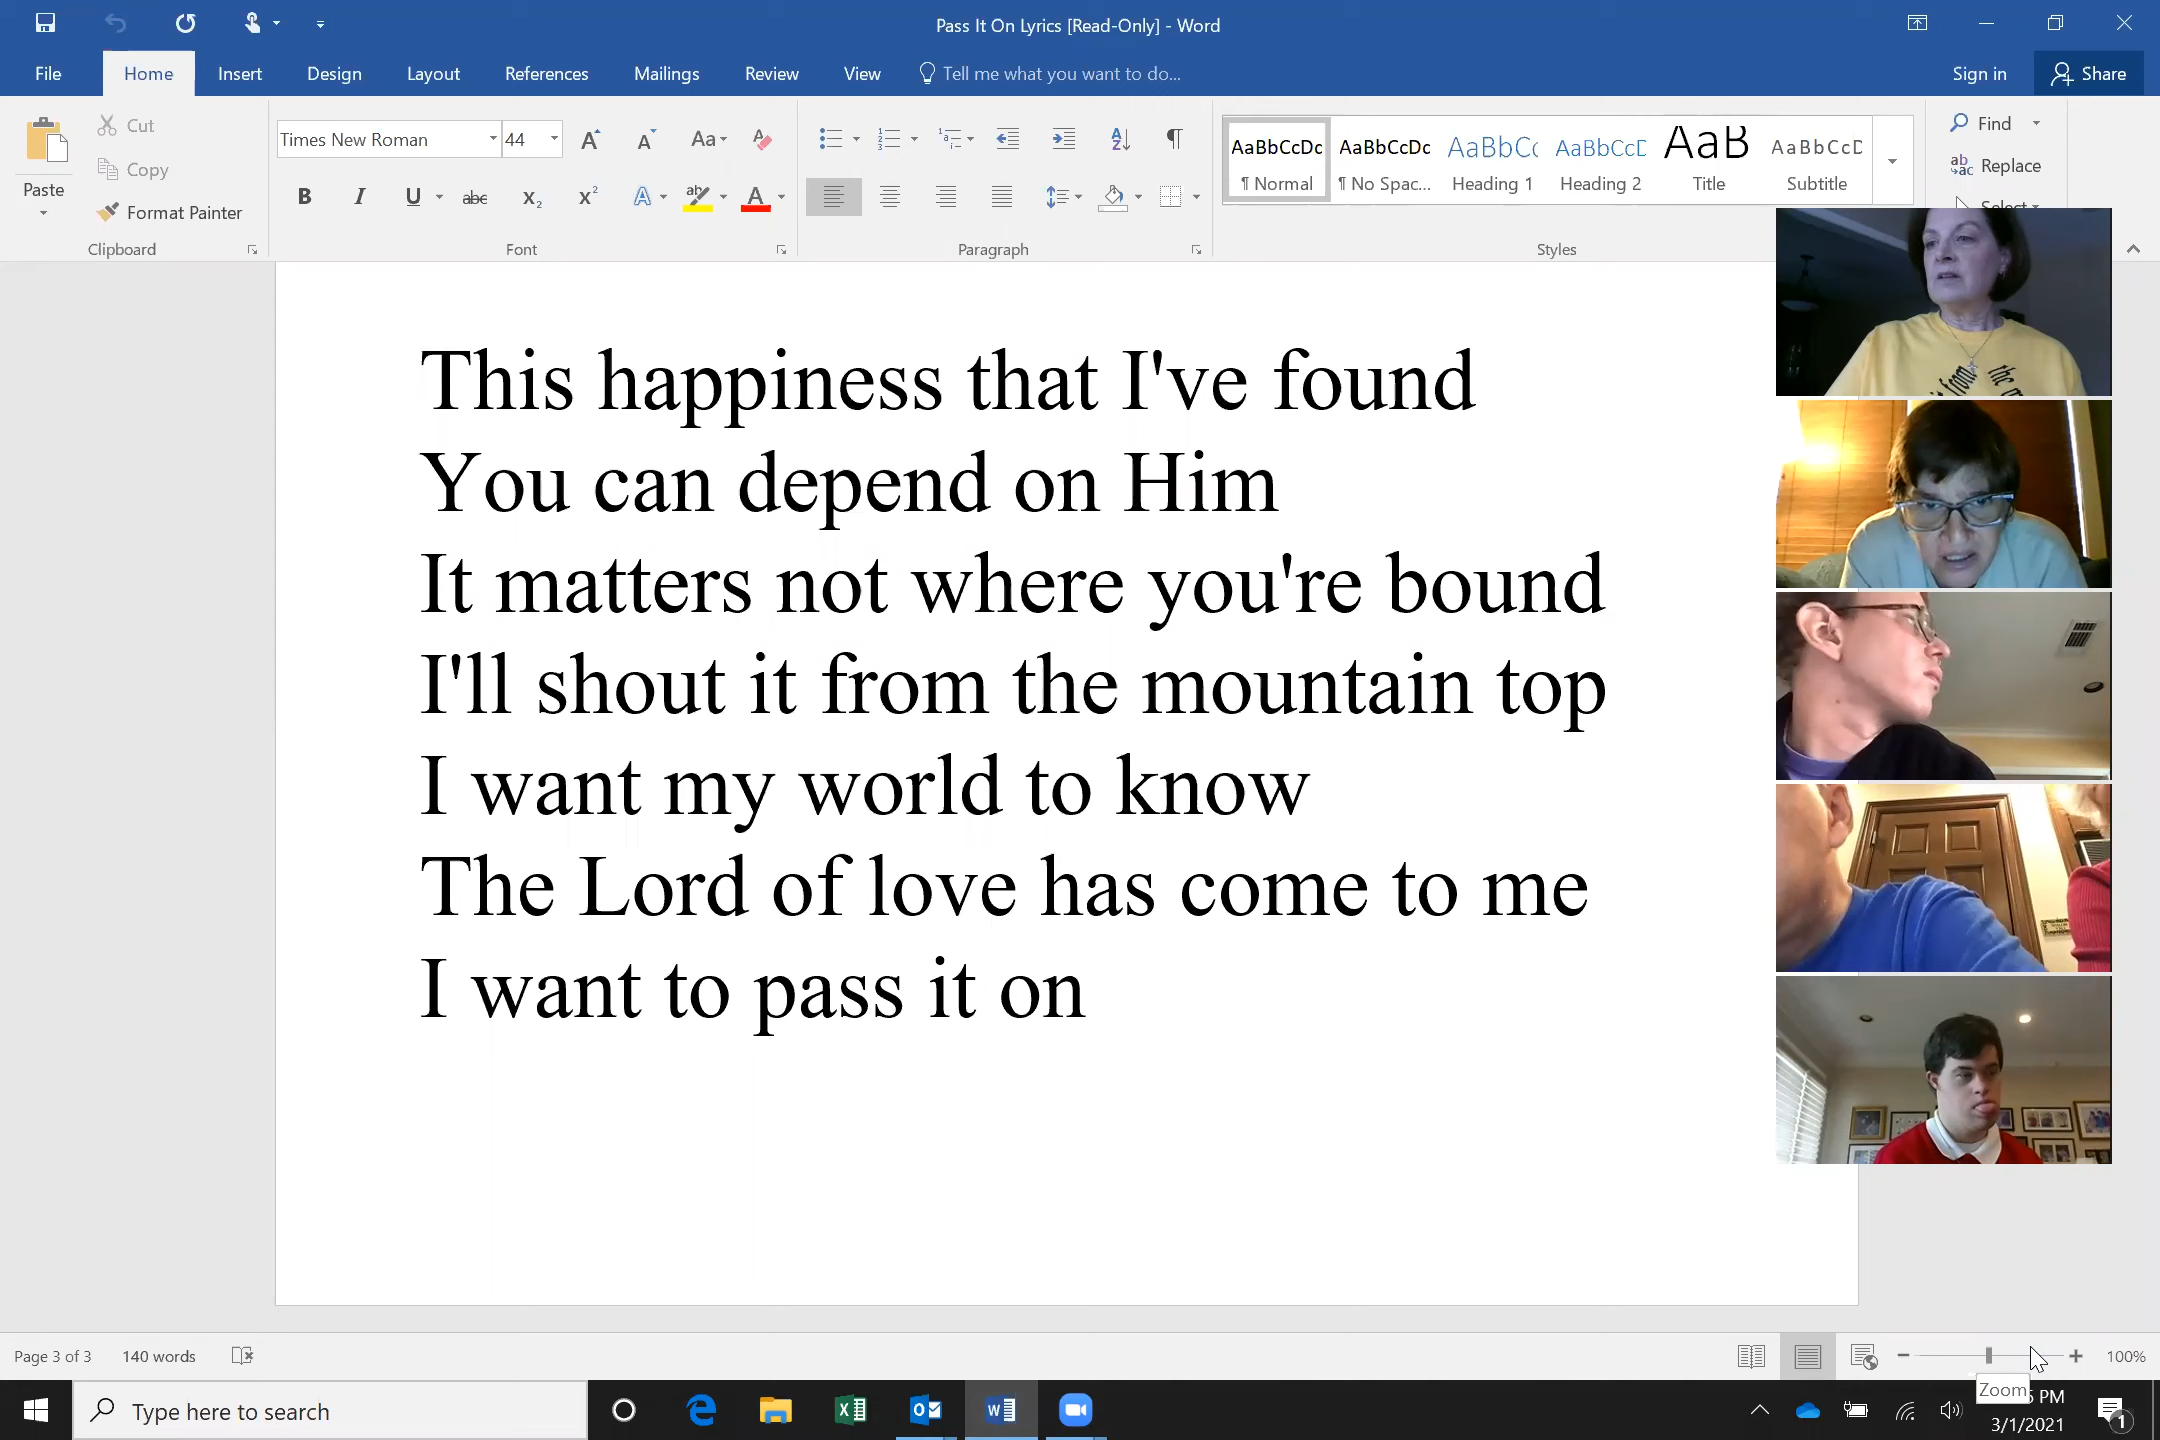 Pass It On Lyrics [Read-Only] - Word
File Home Insert Design Layout References Mailings Review View Tell me what you want to do... Sign in Share
Paste
Cut
Copy
Format Painter
Clipboard
Times New Roman 44
Font
Paragraph
AaBbCcDc AaBbCcDc AaBbCc AaBbCcD AaB AaBbCcD
¶ Normal ¶ No Spac... Heading 1 Heading 2 Title Subtitle
Styles
Find
Replace
Select
This happiness that I've found
You can depend on Him
It matters not where you're bound
I'll shout it from the mountain top
I want my world to know
The Lord of love has come to me
I want to pass it on
from the
Page 3 of 3 140 words 100%
Zoom
Type here to search
PM
3/1/2021
1